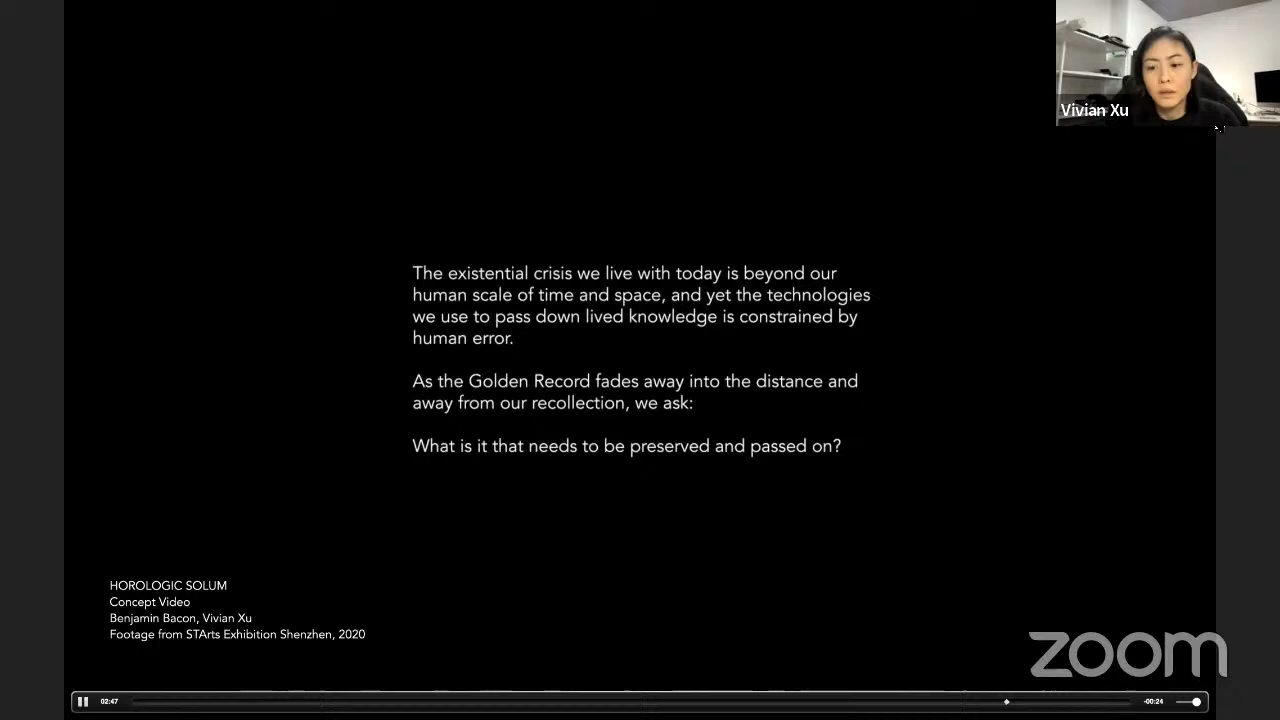 Vivian Xu
The existential crisis we live with today is beyond our
human scale of time and space, and yet the technologies
we use to pass down lived knowledge is constrained by
human error.
As the Golden Record fades away into the distance and
away from our recollection, we ask:
What is it that needs to be preserved and passed on?
HOROLOGIC SOLUM
Concept Video
Benjamin Bacon, Vivian Xu
Footage from STArts Exhibition Shenzhen, 2020
zoom
02:47
-00:24